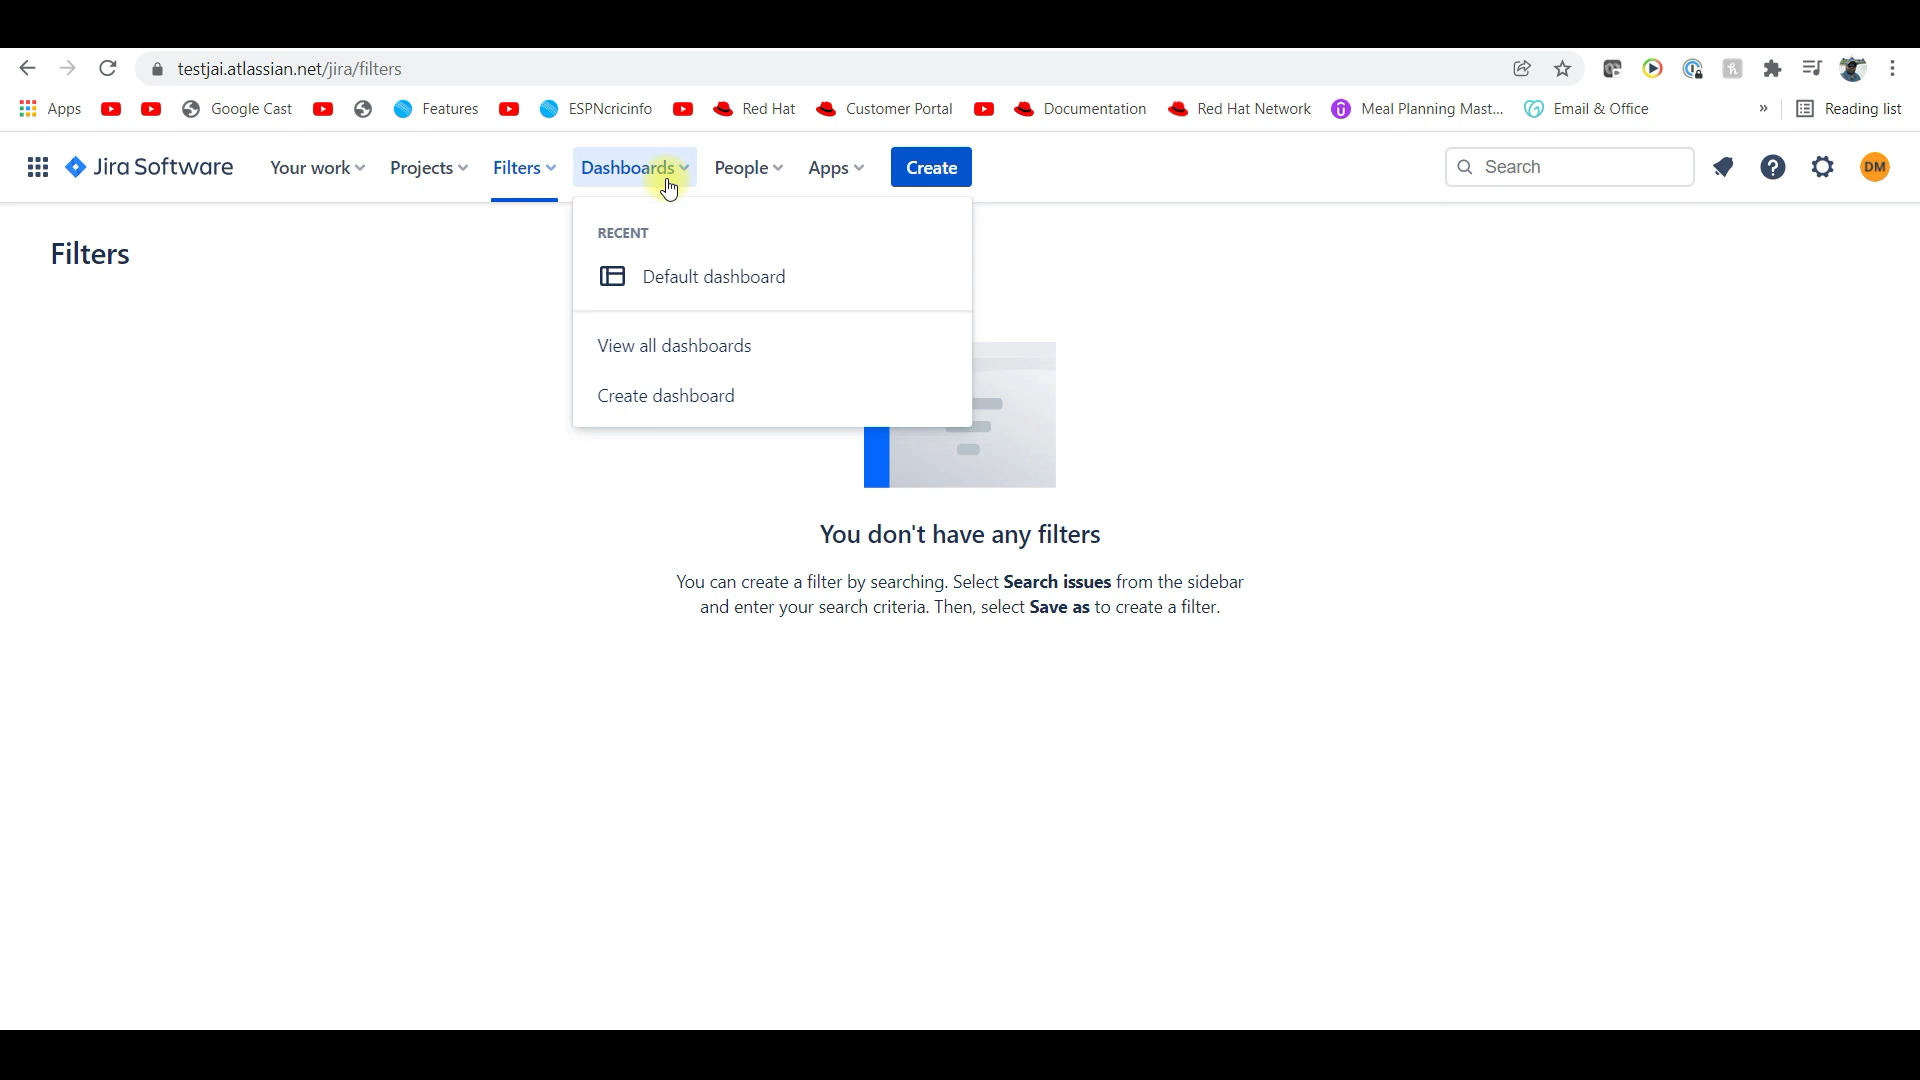 testjai.atlassian.net/jira/filters
Apps Google Cast Features ESPNcricinfo Red Hat Customer Portal Documentation Red Hat Network Meal Planning Mast... Email & Office » Reading list
Jira Software Your work Projects Filters Dashboards People Apps Create Search DM
Filters
RECENT
Default dashboard
View all dashboards
Create dashboard
You don't have any filters
You can create a filter by searching. Select Search issues from the sidebar
and enter your search criteria. Then, select Save as to create a filter.